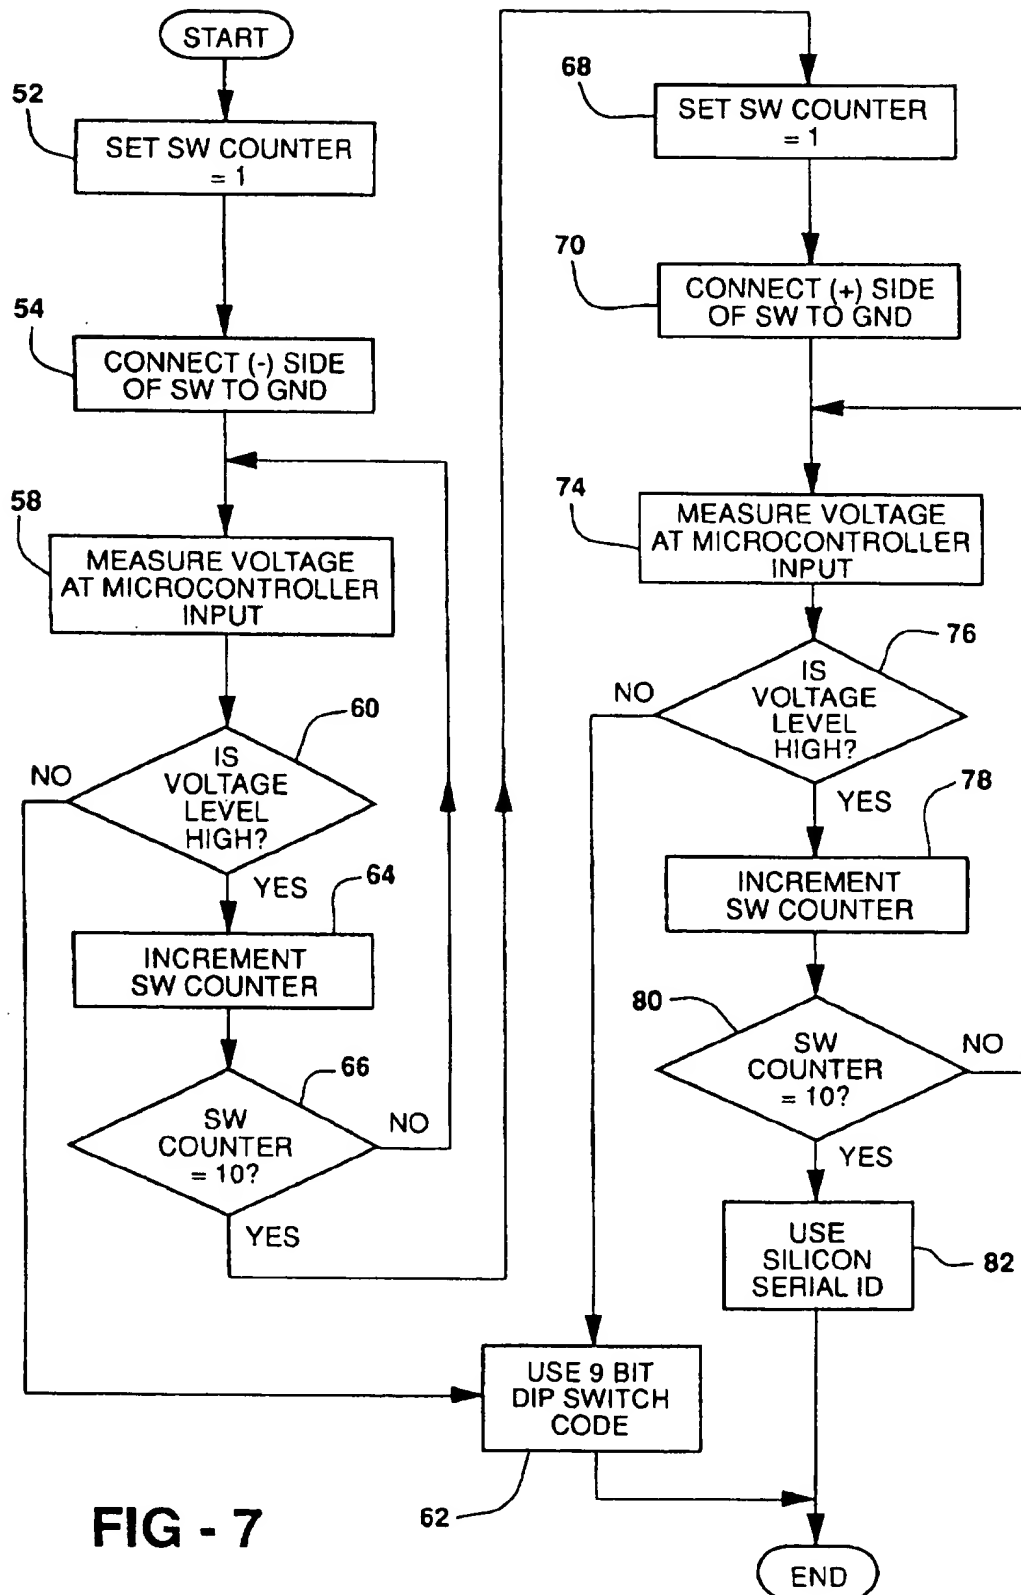 START
52
SET SW COUNTER
= 1
54
CONNECT (-) SIDE
OF SW TO GND
58
MEASURE VOLTAGE
AT MICROCONTROLLER
INPUT
60
IS
VOLTAGE
LEVEL
HIGH?
NO
YES
64
INCREMENT
SW COUNTER
66
SW
COUNTER
= 10?
NO
YES
68
SET SW COUNTER
= 1
70
CONNECT (+) SIDE
OF SW TO GND
74
MEASURE VOLTAGE
AT MICROCONTROLLER
INPUT
76
IS
VOLTAGE
LEVEL
HIGH?
NO
YES
78
INCREMENT
SW COUNTER
80
SW
COUNTER
= 10?
NO
YES
USE
SILICON
SERIAL ID
82
USE 9 BIT
DIP SWITCH
CODE
62
END
FIG - 7